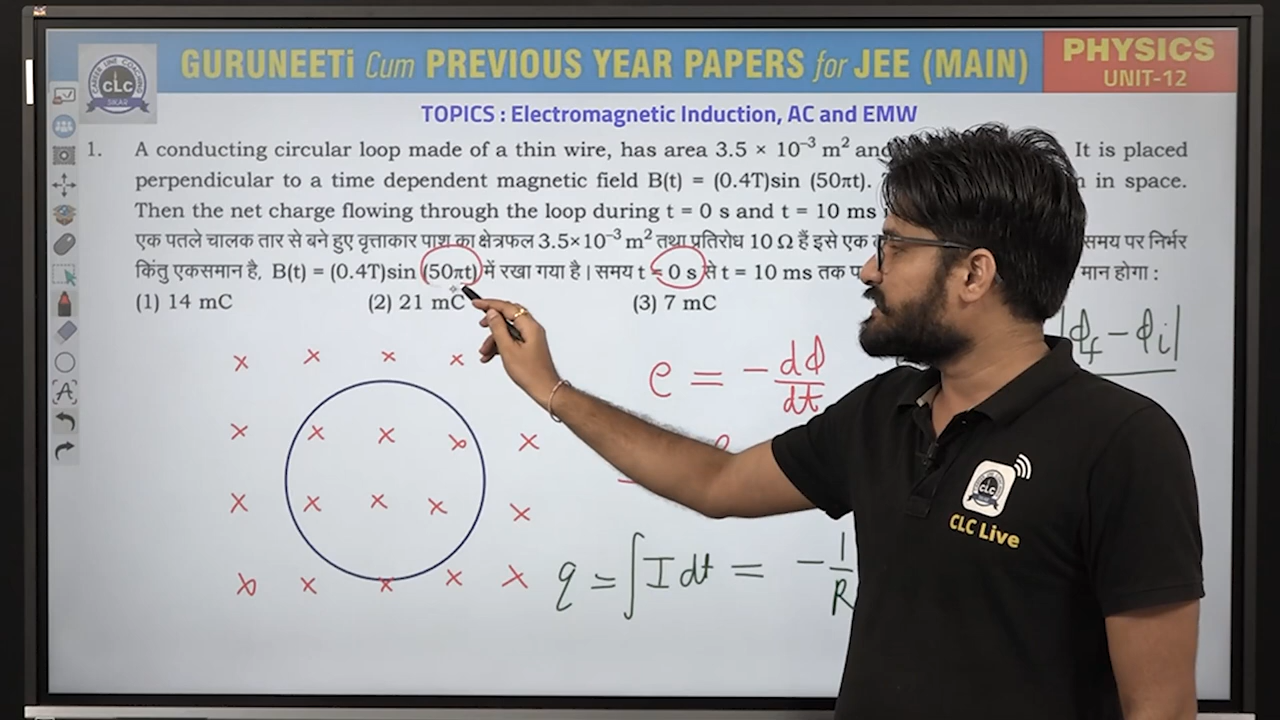 GURUNEETi Cum PREVIOUS YEAR PAPERS for JEE (MAIN)
PHYSICS
UNIT-12
CLC
SIKAR
TOPICS : Electromagnetic Induction, AC and EMW
1. A conducting circular loop made of a thin wire, has area 3.5 × 10⁻³ m² and It is placed
perpendicular to a time dependent magnetic field B(t) = (0.4T)sin (50πt). in space.
Then the net charge flowing through the loop during t = 0 s and t = 10 ms
एक पतले चालक तार से बने हुए वृत्ताकार पाश का क्षेत्रफल 3.5×10⁻³ m² तथा प्रतिरोध 10 Ω हैं इसे एक समय पर निर्भर
किंतु एकसमान है, B(t) = (0.4T)sin (50πt) में रखा गया है। समय t = 0 s से t = 10 ms तक मान होगा :
(1) 14 mC (2) 21 mC (3) 7 mC
|ϕf − ϕi|
e = − dϕ/dt
q = ∫ I dt = − 1/R
CLC
CLC Live